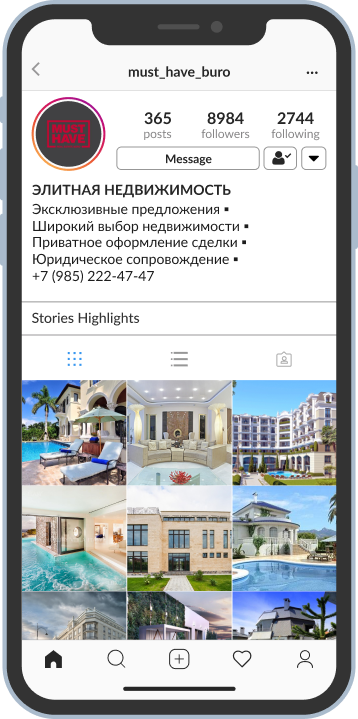 must_have_buro
...
MUST
HAVE
365 8984 2744
posts followers following
Message
ЭЛИТНАЯ НЕДВИЖИМОСТЬ
Эксклюзивные предложения ▪
Широкий выбор недвижимости ▪
Приватное оформление сделки ▪
Юридическое сопровождение ▪
+7 (985) 222-47-47
Stories Highlights